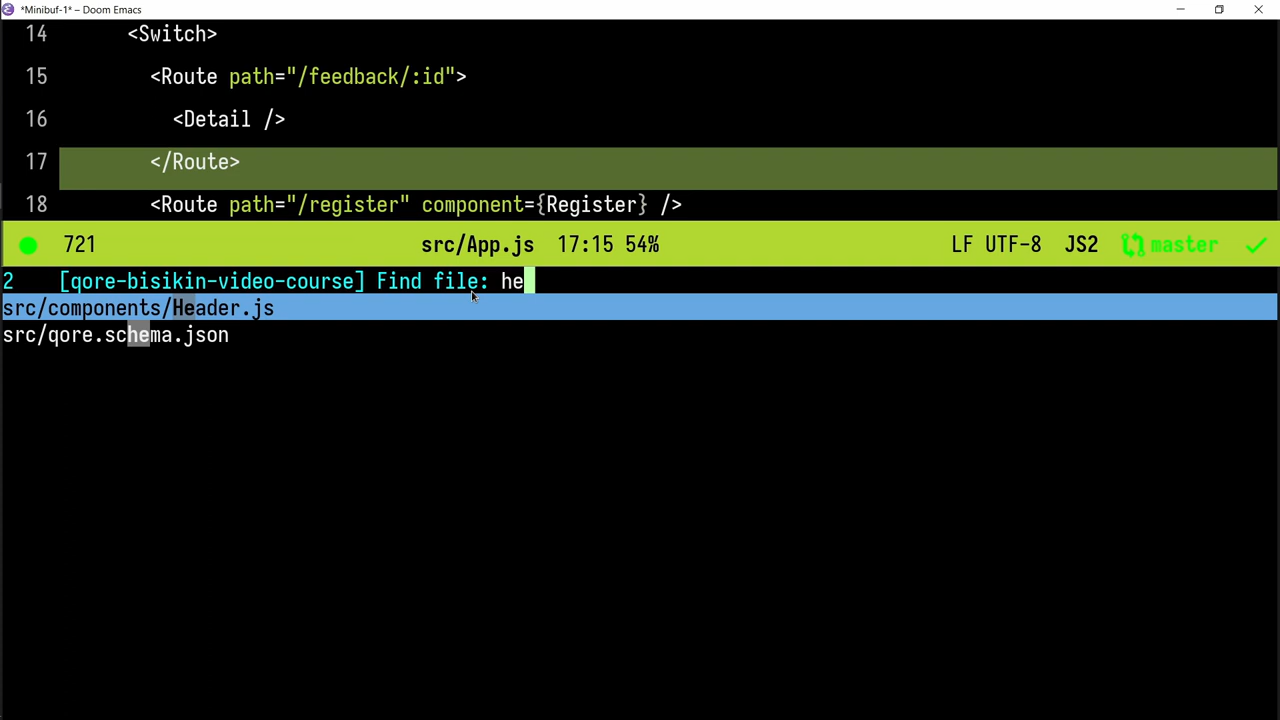 *Minibuf-1* – Doom Emacs
14 <Switch>
15 <Route path="/feedback/:id">
16 <Detail />
17 </Route>
18 <Route path="/register" component={Register} />
721 src/App.js 17:15 54% LF UTF-8 JS2 master
2 [qore-bisikin-video-course] Find file: he
src/components/Header.js
src/qore.schema.json